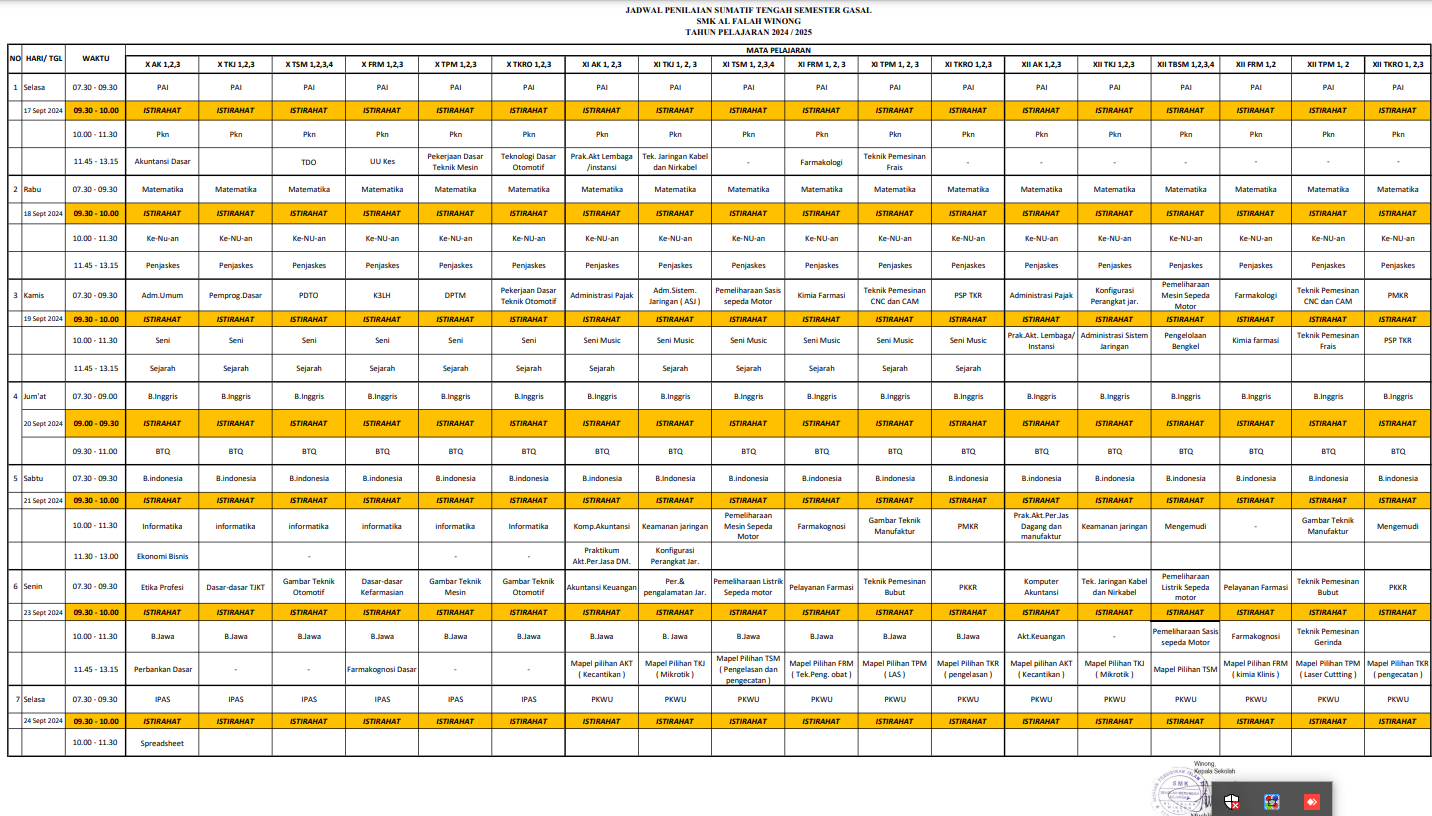 JADWAL PENILAIAN SUMATIF TENGAH SEMESTER GASAL
SMK AL FALAH WINONG
TAHUN PELAJARAN 2024 / 2025
NO HARI/ TGL WAKTU MATA PELAJARAN
X AK 1,2,3 X TKJ 1,2,3 X TSM 1,2,3,4 X FRM 1,2,3 X TPM 1,2,3 X TKRO 1,2,3 XI AK 1, 2,3 XI TKJ 1, 2, 3 XI TSM 1, 2,3,4 XI FRM 1, 2, 3 XI TPM 1, 2, 3 XI TKRO 1,2,3 XII AK 1,2,3 XII TKJ 1,2,3 XII TBSM 1,2,3,4 XII FRM 1,2 XII TPM 1, 2 XII TKRO 1, 2,3
1 Selasa 07.30 - 09.30 PAI PAI PAI PAI PAI PAI PAI PAI PAI PAI PAI PAI PAI PAI PAI PAI PAI PAI
17 Sept 2024 09.30 - 10.00 ISTIRAHAT ISTIRAHAT ISTIRAHAT ISTIRAHAT ISTIRAHAT ISTIRAHAT ISTIRAHAT ISTIRAHAT ISTIRAHAT ISTIRAHAT ISTIRAHAT ISTIRAHAT ISTIRAHAT ISTIRAHAT ISTIRAHAT ISTIRAHAT ISTIRAHAT ISTIRAHAT
10.00 - 11.30 Pkn Pkn Pkn Pkn Pkn Pkn Pkn Pkn Pkn Pkn Pkn Pkn Pkn Pkn Pkn Pkn Pkn Pkn
11.45 - 13.15 Akuntansi Dasar TDO UU Kes Pekerjaan Dasar Teknik Mesin Teknologi Dasar Otomotif Prak.Akt Lembaga /instansi Tek. Jaringan Kabel dan Nirkabel - Farmakologi Teknik Pemesinan Frais - - - - - - -
2 Rabu 07.30 - 09.30 Matematika Matematika Matematika Matematika Matematika Matematika Matematika Matematika Matematika Matematika Matematika Matematika Matematika Matematika Matematika Matematika Matematika Matematika
18 Sept 2024 09.30 - 10.00 ISTIRAHAT ISTIRAHAT ISTIRAHAT ISTIRAHAT ISTIRAHAT ISTIRAHAT ISTIRAHAT ISTIRAHAT ISTIRAHAT ISTIRAHAT ISTIRAHAT ISTIRAHAT ISTIRAHAT ISTIRAHAT ISTIRAHAT ISTIRAHAT ISTIRAHAT ISTIRAHAT
10.00 - 11.30 Ke-NU-an Ke-NU-an Ke-NU-an Ke-NU-an Ke-NU-an Ke-NU-an Ke-NU-an Ke-NU-an Ke-NU-an Ke-NU-an Ke-NU-an Ke-NU-an Ke-NU-an Ke-NU-an Ke-NU-an Ke-NU-an Ke-NU-an Ke-NU-an
11.45 - 13.15 Penjaskes Penjaskes Penjaskes Penjaskes Penjaskes Penjaskes Penjaskes Penjaskes Penjaskes Penjaskes Penjaskes Penjaskes Penjaskes Penjaskes Penjaskes Penjaskes Penjaskes Penjaskes
3 Kamis 07.30 - 09.30 Adm.Umum Pemprog.Dasar PDTO K3LH DPTM Pekerjaan Dasar Teknik Otomotif Administrasi Pajak Adm.Sistem. Jaringan ( ASJ ) Pemeliharaan Sasis sepeda Motor Kimia Farmasi Teknik Pemesinan CNC dan CAM PSP TKR Administrasi Pajak Konfigurasi Perangkat jar. Pemeliharaan Mesin Sepeda Motor Farmakologi Teknik Pemesinan CNC dan CAM PMKR
19 Sept 2024 09.30 - 10.00 ISTIRAHAT ISTIRAHAT ISTIRAHAT ISTIRAHAT ISTIRAHAT ISTIRAHAT ISTIRAHAT ISTIRAHAT ISTIRAHAT ISTIRAHAT ISTIRAHAT ISTIRAHAT ISTIRAHAT ISTIRAHAT ISTIRAHAT ISTIRAHAT ISTIRAHAT ISTIRAHAT
10.00 - 11.30 Seni Seni Seni Seni Seni Seni Seni Music Seni Music Seni Music Seni Music Seni Music Seni Music Prak.Akt. Lembaga/ Instansi Administrasi Sistem Jaringan Pengelolaan Bengkel Kimia farmasi Teknik Pemesinan Frais PSP TKR
11.45 - 13.15 Sejarah Sejarah Sejarah Sejarah Sejarah Sejarah Sejarah Sejarah Sejarah Sejarah Sejarah Sejarah
4 Jum'at 07.30 - 09.00 B.Inggris B.Inggris B.Inggris B.Inggris B.Inggris B.Inggris B.Inggris B.Inggris B.Inggris B.Inggris B.Inggris B.Inggris B.Inggris B.Inggris B.Inggris B.Inggris B.Inggris B.Inggris
20 Sept 2024 09.00 - 09.30 ISTIRAHAT ISTIRAHAT ISTIRAHAT ISTIRAHAT ISTIRAHAT ISTIRAHAT ISTIRAHAT ISTIRAHAT ISTIRAHAT ISTIRAHAT ISTIRAHAT ISTIRAHAT ISTIRAHAT ISTIRAHAT ISTIRAHAT ISTIRAHAT ISTIRAHAT ISTIRAHAT
09.30 - 11.00 BTQ BTQ BTQ BTQ BTQ BTQ BTQ BTQ BTQ BTQ BTQ BTQ BTQ BTQ BTQ BTQ BTQ BTQ
5 Sabtu 07.30 - 09.30 B.indonesia B.indonesia B.indonesia B.indonesia B.indonesia B.indonesia B.indonesia B.Indonesia B.indonesia B.indonesia B.indonesia B.indonesia B.indonesia B.indonesia B.indonesia B.indonesia B.indonesia B.indonesia
21 Sept 2024 09.30 - 10.00 ISTIRAHAT ISTIRAHAT ISTIRAHAT ISTIRAHAT ISTIRAHAT ISTIRAHAT ISTIRAHAT ISTIRAHAT ISTIRAHAT ISTIRAHAT ISTIRAHAT ISTIRAHAT ISTIRAHAT ISTIRAHAT ISTIRAHAT ISTIRAHAT ISTIRAHAT ISTIRAHAT
10.00 - 11.30 Informatika informatika informatika informatika informatika Informatika Komp.Akuntansi Keamanan jaringan Pemeliharaan Mesin Sepeda Motor Farmakognosi Gambar Teknik Manufaktur PMKR Prak.Akt.Per.Jas Dagang dan manufaktur Keamanan jaringan Mengemudi - Gambar Teknik Manufaktur Mengemudi
11.30 - 13.00 Ekonomi Bisnis - - - Praktikum Akt.Per.Jasa DM. Konfigurasi Perangkat Jar.
6 Senin 07.30 - 09.30 Etika Profesi Dasar-dasar TJKT Gambar Teknik Otomotif Dasar-dasar Kefarmasian Gambar Teknik Mesin Gambar Teknik Otomotif Akuntansi Keuangan Per.& pengalamatan Jar. Pemeliharaan Listrik Sepeda motor Pelayanan Farmasi Teknik Pemesinan Bubut PKKR Komputer Akuntansi Tek. Jaringan Kabel dan Nirkabel Pemeliharaan Listrik Sepeda motor Pelayanan Farmasi Teknik Pemesinan Bubut PKKR
23 Sept 2024 09.30 - 10.00 ISTIRAHAT ISTIRAHAT ISTIRAHAT ISTIRAHAT ISTIRAHAT ISTIRAHAT ISTIRAHAT ISTIRAHAT ISTIRAHAT ISTIRAHAT ISTIRAHAT ISTIRAHAT ISTIRAHAT ISTIRAHAT ISTIRAHAT ISTIRAHAT ISTIRAHAT ISTIRAHAT
10.00 - 11.30 B.Jawa B.Jawa B.Jawa B.Jawa B.Jawa B.Jawa B.Jawa B. Jawa B.Jawa B.Jawa B.Jawa B.Jawa Akt.Keuangan - Pemeliharaan Sasis sepeda Motor Farmakognosi Teknik Pemesinan Gerinda
11.45 - 13.15 Perbankan Dasar - - Farmakognosi Dasar Mapel pilihan AKT ( Kecantikan ) Mapel Pilihan TKJ ( Mikrotik ) Mapel Pilihan TSM ( Pengelasan dan pengecatan ) Mapel Pilihan FRM ( Tek.Peng. obat ) Mapel Pilihan TPM ( LAS ) Mapel Pilihan TKR ( pengelasan ) Mapel pilihan AKT ( Kecantikan ) Mapel Pilihan TKJ ( Mikrotik ) Mapel Pilihan TSM Mapel Pilihan FRM ( kimia Klinis ) Mapel Pilihan TPM ( Laser Cuttting ) Mapel Pilihan TKR ( pengecatan )
7 Selasa 07.30 - 09.30 IPAS IPAS IPAS IPAS IPAS IPAS PKWU PKWU PKWU PKWU PKWU PKWU PKWU PKWU PKWU PKWU PKWU PKWU
24 Sept 2024 09.30 - 10.00 ISTIRAHAT ISTIRAHAT ISTIRAHAT ISTIRAHAT ISTIRAHAT ISTIRAHAT ISTIRAHAT ISTIRAHAT ISTIRAHAT ISTIRAHAT ISTIRAHAT ISTIRAHAT ISTIRAHAT ISTIRAHAT ISTIRAHAT ISTIRAHAT ISTIRAHAT ISTIRAHAT
10.00 - 11.30 Spreadsheet
Winong,
Kepala Sekolah
SMK